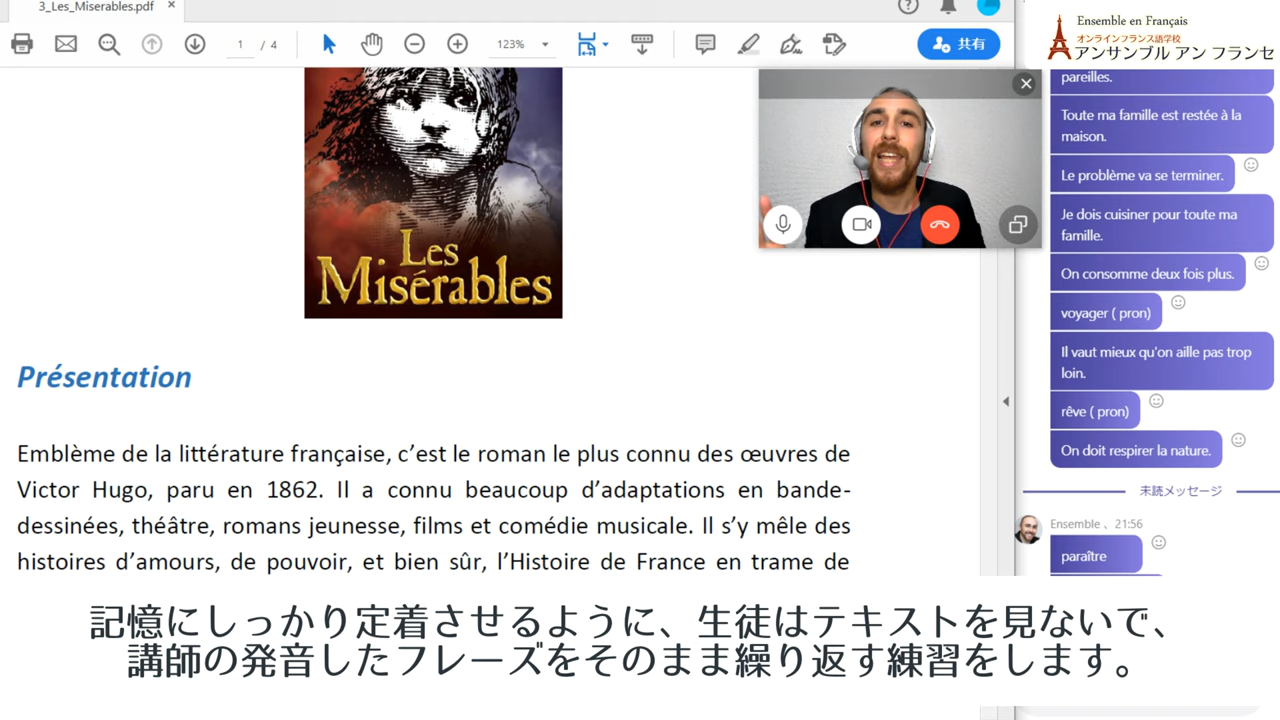 3_Les_Miserables.pdf
×
?
1 / 4
123%
共有
Ensemble en Français
オンラインフランス語学校
アンサンブル アン フランセ
Les
Misérables
Présentation
Emblème de la littérature française, c’est le roman le plus connu des œuvres de
Victor Hugo, paru en 1862. Il a connu beaucoup d’adaptations en bande-
dessinées, théâtre, romans jeunesse, films et comédie musicale. Il s’y mêle des
histoires d’amours, de pouvoir, et bien sûr, l’Histoire de France en trame de
pareilles.
Toute ma famille est restée à la
maison.
Le problème va se terminer.
Je dois cuisiner pour toute ma
famille.
On consomme deux fois plus.
voyager ( pron)
Il vaut mieux qu'on aille pas trop
loin.
rêve ( pron)
On doit respirer la nature.
未読メッセージ
Ensemble 、21:56
paraître
記憶にしっかり定着させるように、生徒はテキストを見ないで、
講師の発音したフレーズをそのまま繰り返す練習をします。